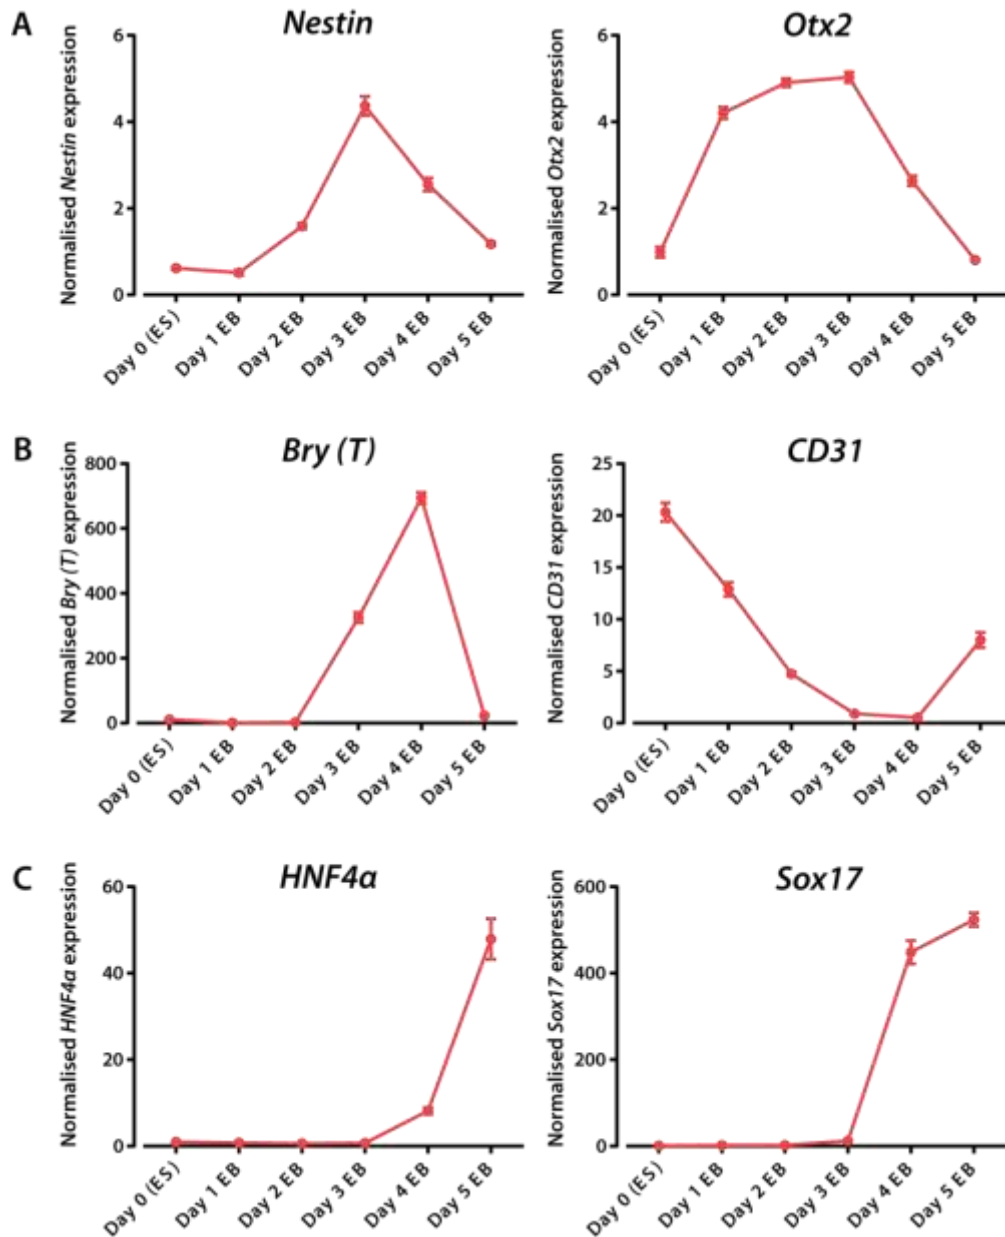 A
Nestin
Normalised Nestin expression
6
4
2
0
Day 0 (ES)
Day 1 EB
Day 2 EB
Day 3 EB
Day 4 EB
Day 5 EB
Otx2
Normalised Otx2 expression
6
4
2
0
Day 0 (ES)
Day 1 EB
Day 2 EB
Day 3 EB
Day 4 EB
Day 5 EB
B
Bry (T)
Normalised Bry (T) expression
800
600
400
200
0
Day 0 (ES)
Day 1 EB
Day 2 EB
Day 3 EB
Day 4 EB
Day 5 EB
CD31
Normalised CD31 expression
25
20
15
10
5
0
Day 0 (ES)
Day 1 EB
Day 2 EB
Day 3 EB
Day 4 EB
Day 5 EB
C
HNF4α
Normalised HNF4α expression
60
40
20
0
Day 0 (ES)
Day 1 EB
Day 2 EB
Day 3 EB
Day 4 EB
Day 5 EB
Sox17
Normalised Sox17 expression
600
400
200
0
Day 0 (ES)
Day 1 EB
Day 2 EB
Day 3 EB
Day 4 EB
Day 5 EB